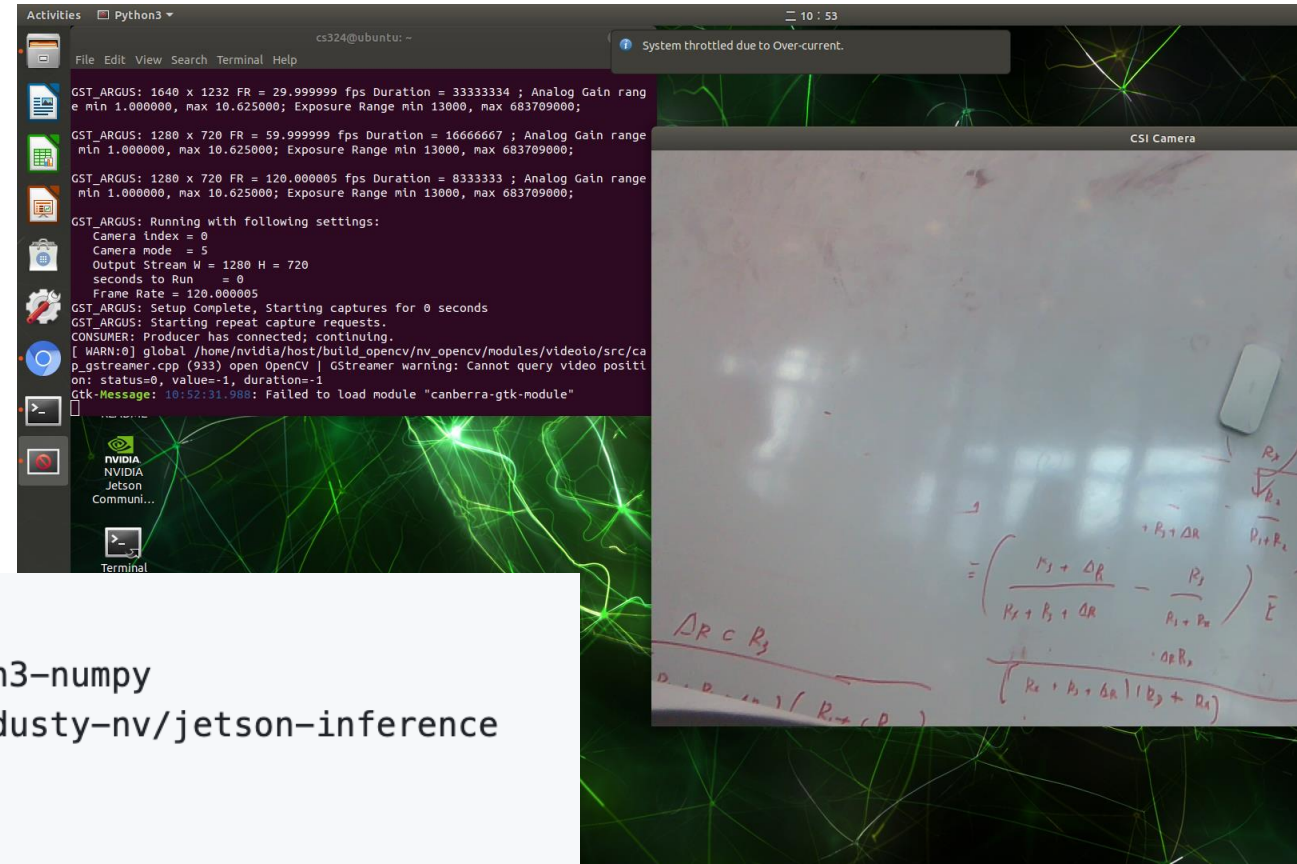 Activities Python3 二 10 : 53
cs324@ubuntu: ~
File Edit View Search Terminal Help
System throttled due to Over-current.
GST_ARGUS: 1640 x 1232 FR = 29.999999 fps Duration = 33333334 ; Analog Gain rang
e min 1.000000, max 10.625000; Exposure Range min 13000, max 683709000;
GST_ARGUS: 1280 x 720 FR = 59.999999 fps Duration = 16666667 ; Analog Gain range
min 1.000000, max 10.625000; Exposure Range min 13000, max 683709000;
GST_ARGUS: 1280 x 720 FR = 120.000005 fps Duration = 8333333 ; Analog Gain range
min 1.000000, max 10.625000; Exposure Range min 13000, max 683709000;
GST_ARGUS: Running with following settings:
Camera index = 0
Camera mode = 5
Output Stream W = 1280 H = 720
seconds to Run = 0
Frame Rate = 120.000005
GST_ARGUS: Setup Complete, Starting captures for 0 seconds
GST_ARGUS: Starting repeat capture requests.
CONSUMER: Producer has connected; continuing.
[ WARN:0] global /home/nvidia/host/build_opencv/nv_opencv/modules/videoio/src/ca
p_gstreamer.cpp (933) open OpenCV | GStreamer warning: Cannot query video positi
on: status=0, value=-1, duration=-1
Gtk-Message: 10:52:31.988: Failed to load module "canberra-gtk-module"
README
NVIDIA
NVIDIA
Jetson
Communi...
Terminal
CSI Camera
+ R3 + ΔR
ΔR C R3
n3-numpy
dusty-nv/jetson-inference